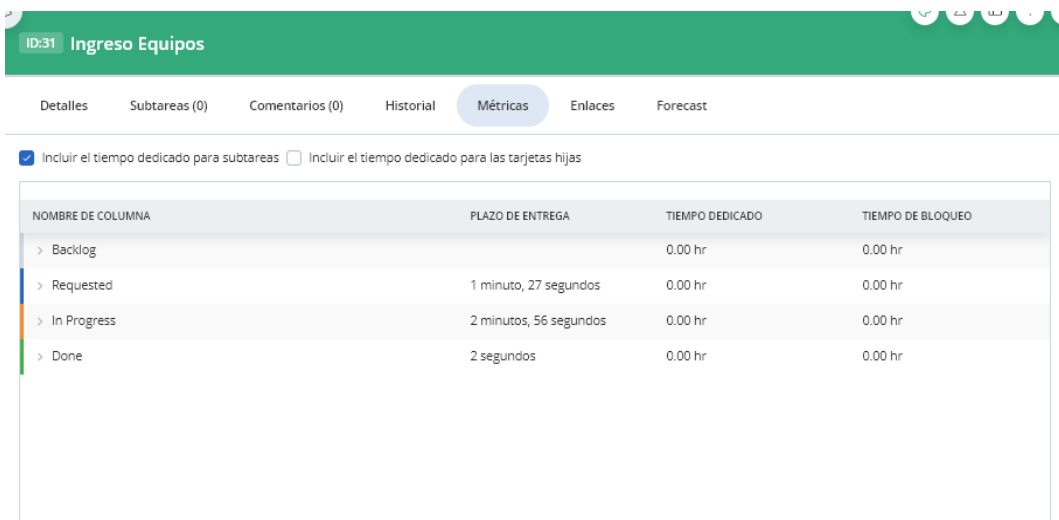 ID:31 Ingreso Equipos
Detalles Subtareas (0) Comentarios (0) Historial Métricas Enlaces Forecast
Incluir el tiempo dedicado para subtareas Incluir el tiempo dedicado para las tarjetas hijas
NOMBRE DE COLUMNA PLAZO DE ENTREGA TIEMPO DEDICADO TIEMPO DE BLOQUEO
Backlog 0.00 hr 0.00 hr
Requested 1 minuto, 27 segundos 0.00 hr 0.00 hr
In Progress 2 minutos, 56 segundos 0.00 hr 0.00 hr
Done 2 segundos 0.00 hr 0.00 hr